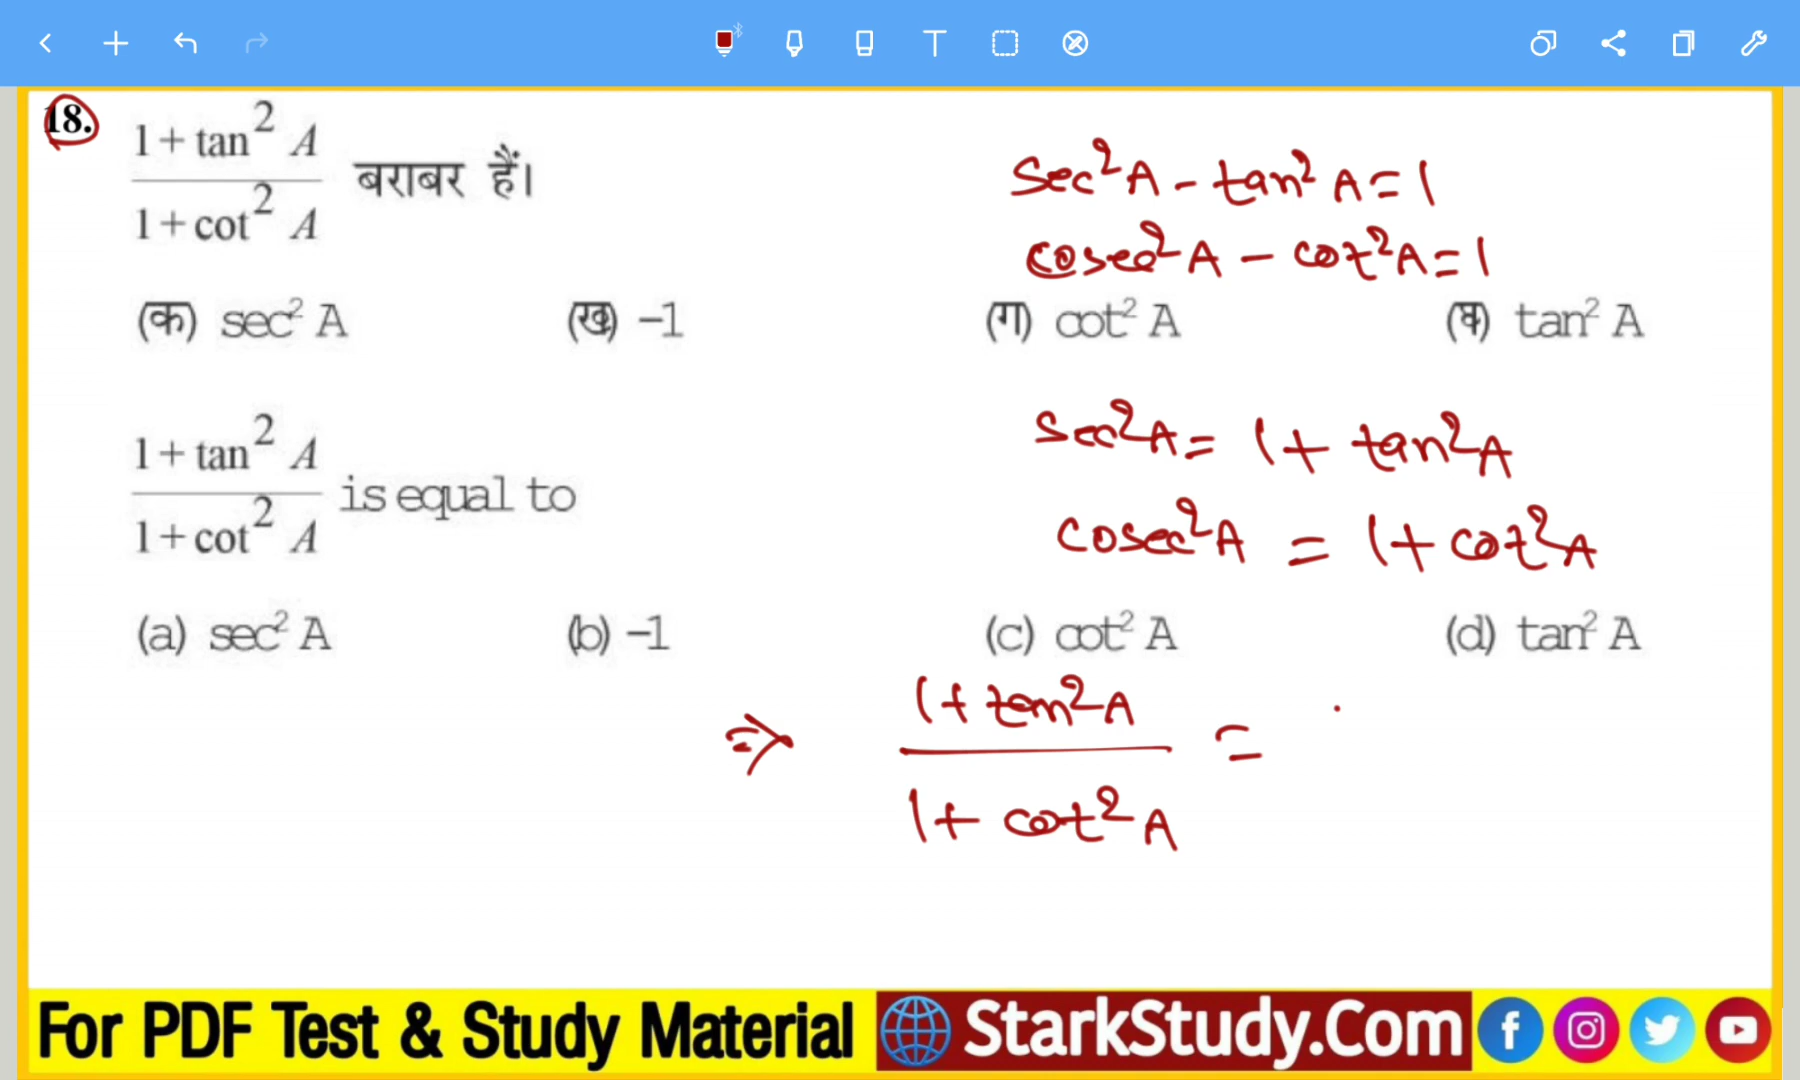 18. 1+tan² A / 1+cot² A बराबर हैं।
sec²A - tan²A = 1
cosec²A - cot²A = 1
(क) sec² A (ख) -1 (ग) cot² A (घ) tan² A
1+tan² A / 1+cot² A is equal to
sec²A = 1 + tan²A
cosec²A = 1 + cot²A
(a) sec² A (b) -1 (c) cot² A (d) tan² A
⇒ 1 + tan²A / 1 + cot²A =
For PDF Test & Study Material StarkStudy.Com